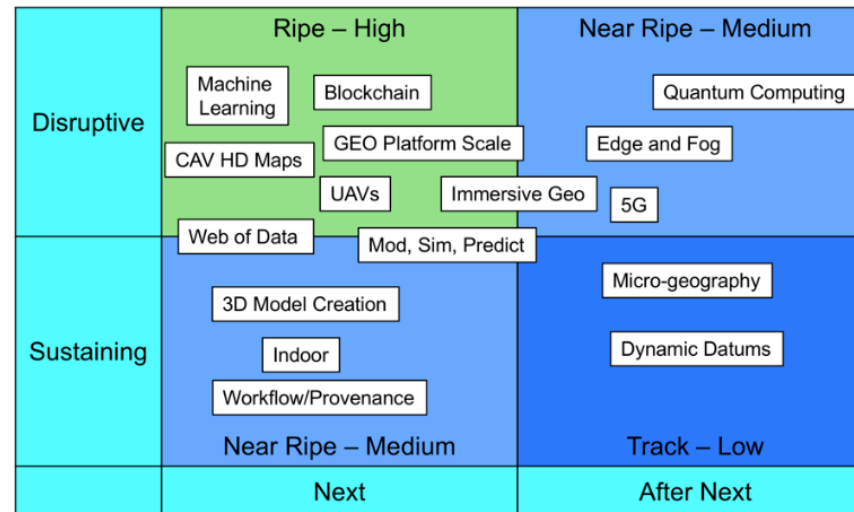 Ripe – High
Near Ripe – Medium
Disruptive
Machine
Learning
Blockchain
Quantum Computing
GEO Platform Scale
Edge and Fog
CAV HD Maps
UAVs
Immersive Geo
5G
Web of Data
Mod, Sim, Predict
Sustaining
Micro-geography
3D Model Creation
Indoor
Dynamic Datums
Workflow/Provenance
Near Ripe – Medium
Track – Low
Next
After Next